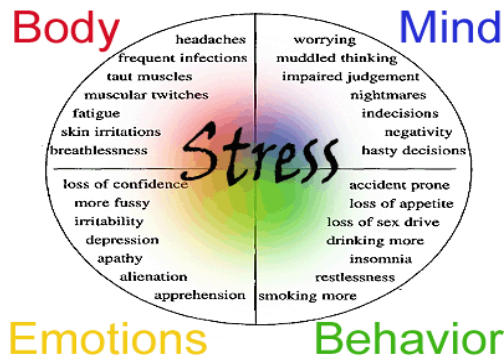 Body
headaches
frequent infections
taut muscles
muscular twitches
fatigue
skin irritations
breathlessness
Mind
worrying
muddled thinking
impaired judgement
nightmares
indecisions
negativity
hasty decisions
Stress
loss of confidence
more fussy
irritability
depression
apathy
alienation
apprehension
Emotions
accident prone
loss of appetite
loss of sex drive
drinking more
insomnia
restlessness
smoking more
Behavior